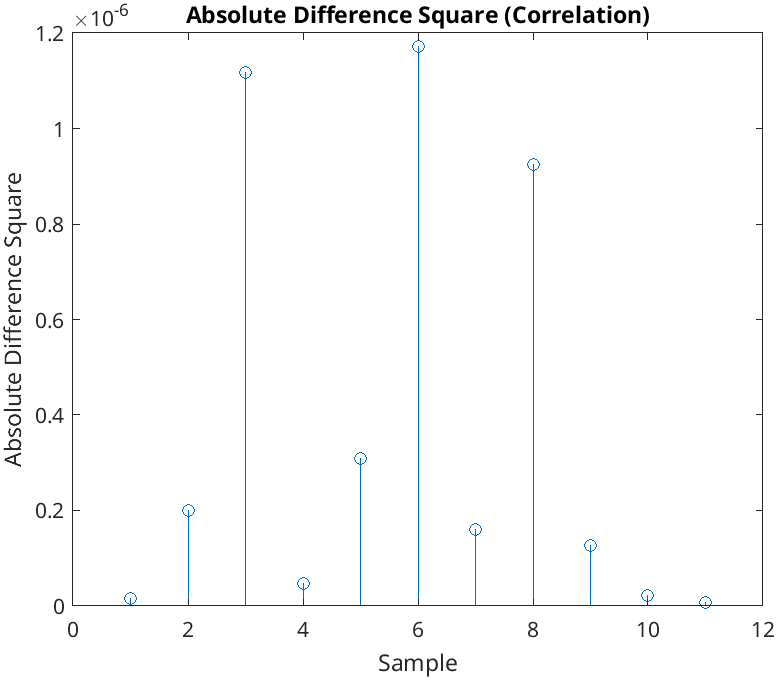 Absolute Difference Square (Correlation)
×10-6
1.2
1
0.8
0.6
0.4
0.2
0
Absolute Difference Square
0 2 4 6 8 10 12
Sample